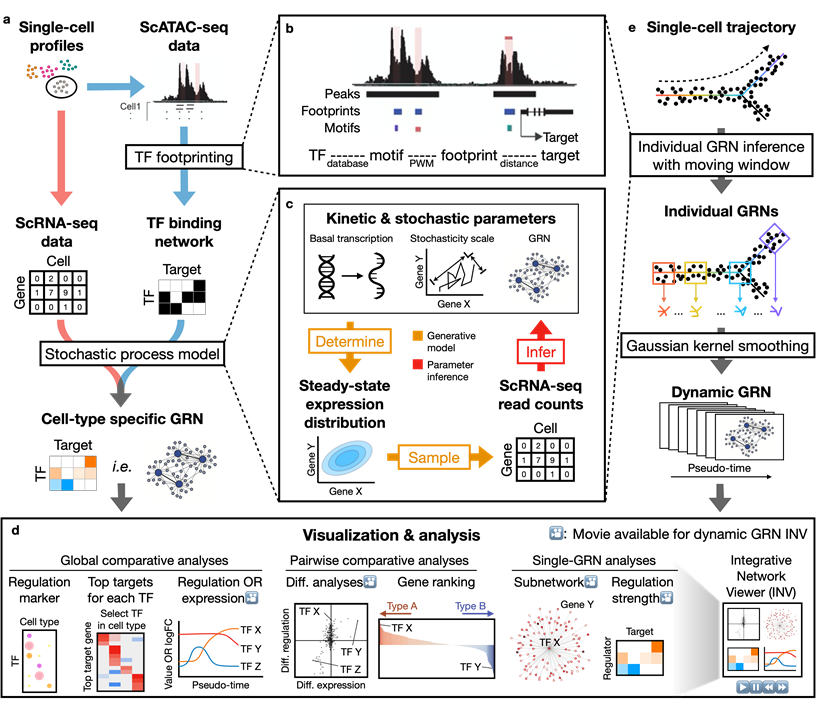 a
Single-cell
profiles
ScATAC-seq
data
Cell1
TF footprinting
ScRNA-seq
data
TF binding
network
Cell
Gene
0 2 0 0
1 7 9 1
0 0 1 0
Target
TF
Stochastic process model
Cell-type specific GRN
Target
TF
i.e.
b
Peaks
Footprints
Motifs
Target
TF database motif PWM footprint distance target
c
Kinetic & stochastic parameters
Basal transcription
Stochasticity scale
GRN
Gene Y
Gene X
Determine
Generative
model
Parameter
inference
Infer
Steady-state
expression
distribution
ScRNA-seq
read counts
Gene Y
Gene X
Sample
Cell
Gene
0 2 0 0
1 7 9 1
0 0 1 0
e
Single-cell trajectory
Individual GRN inference
with moving window
Individual GRNs
... ... ...
Gaussian kernel smoothing
Dynamic GRN
Pseudo-time
d
Visualization & analysis
: Movie available for dynamic GRN INV
Global comparative analyses
Regulation
marker
Cell type
TF
Top targets
for each TF
Select TF
in cell type
Top target gene
Regulation OR
expression
Value OR logFC
TF X
TF Y
TF Z
Pseudo-time
Pairwise comparative analyses
Diff. analyses
Diff. regulation
TF X
TF Y
TF Z
Diff. expression
Gene ranking
Type A
Type B
TF X
TF Y
Single-GRN analyses
Subnetwork
Gene Y
TF X
Regulation
strength
Target
Regulator
Integrative
Network
Viewer (INV)